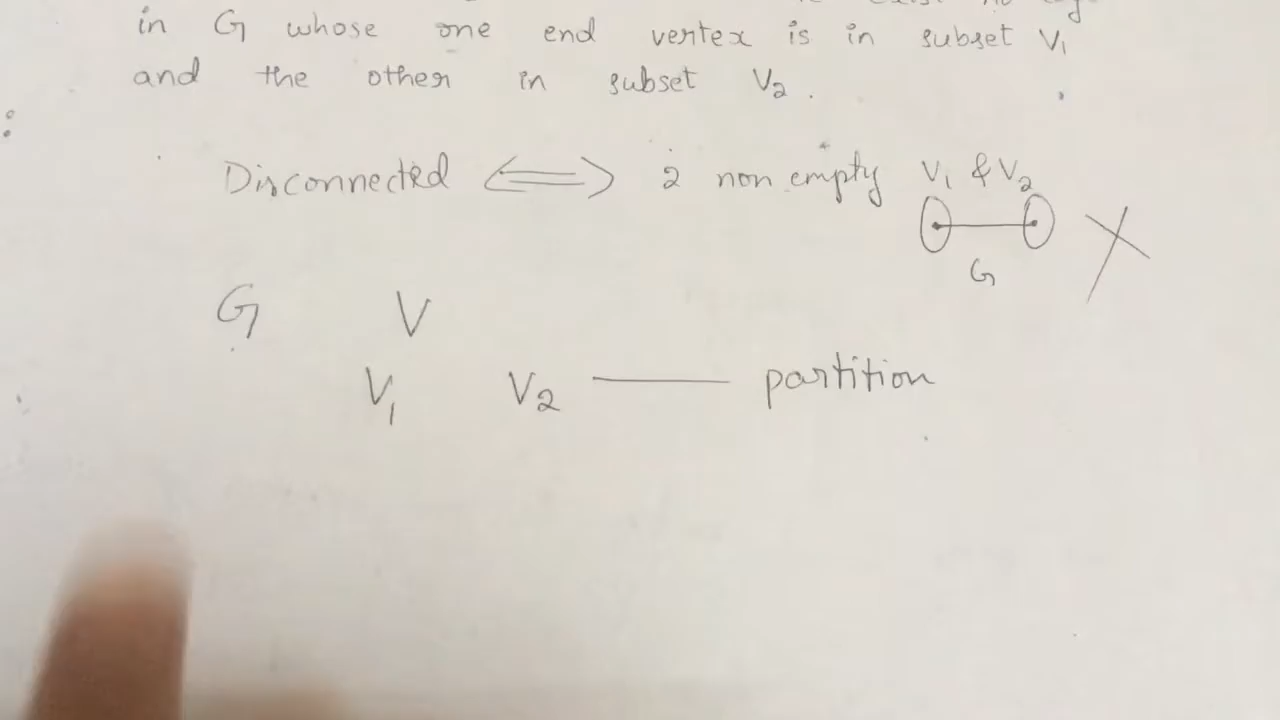 in G whose one end vertex is in subset V₁
and the other in subset V₂.
:
Disconnected ⟺ 2 non empty V₁ & V₂
G
G V
V₁ V₂ — partition